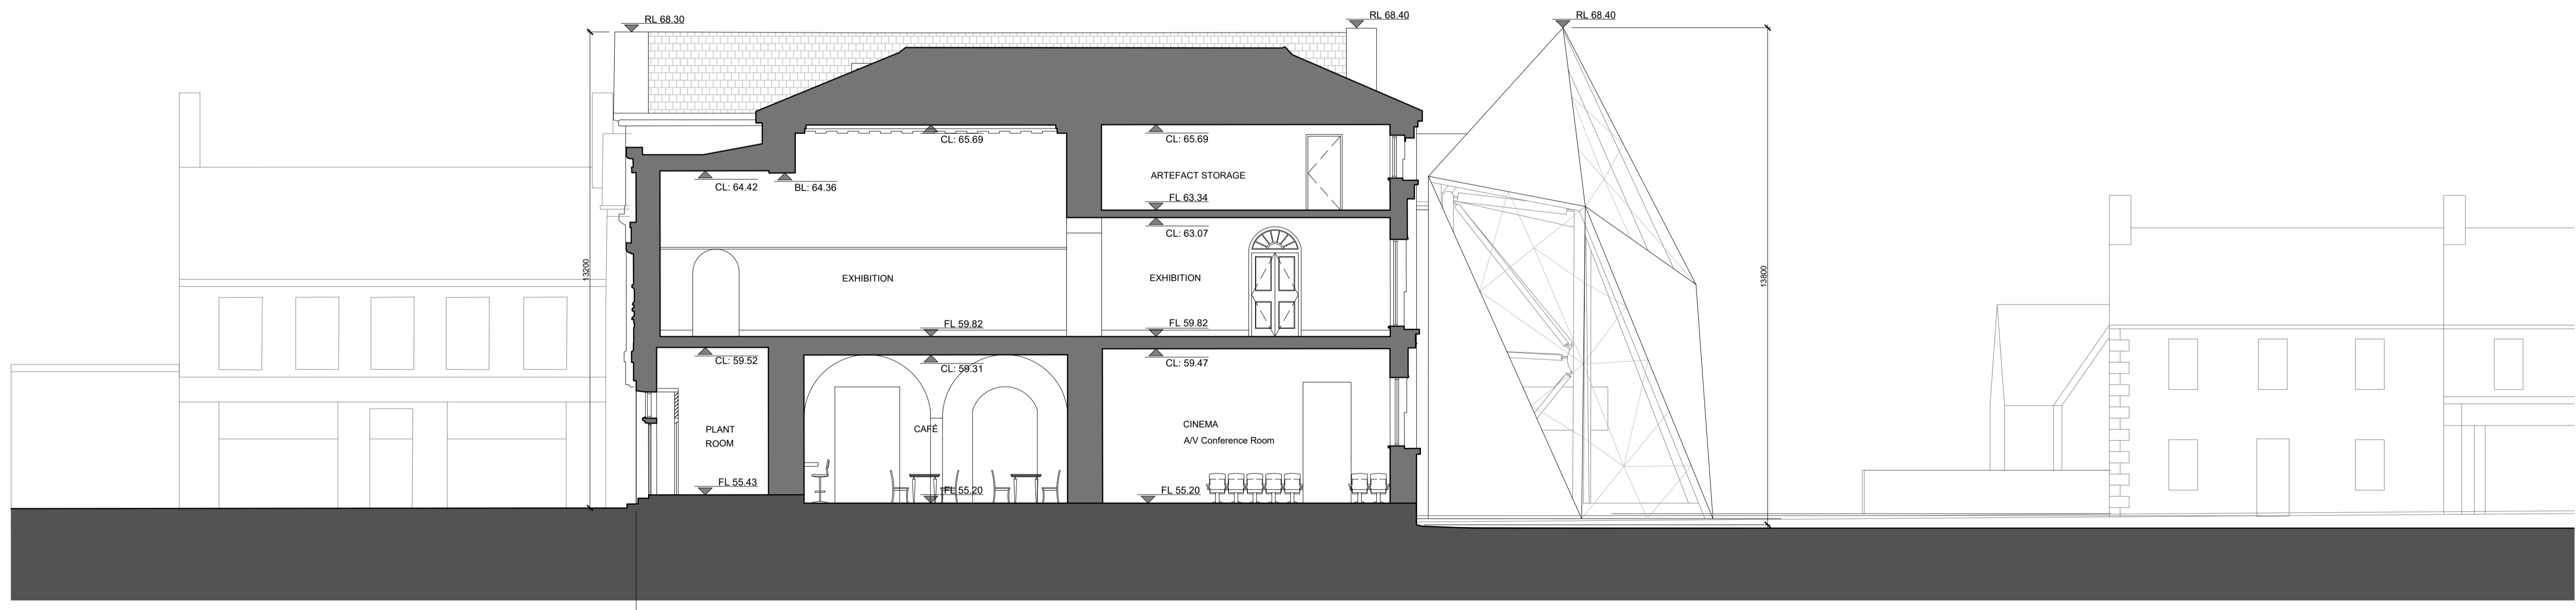 RL 68.30
RL 68.40
RL 68.40
CL: 65.69
CL: 65.69
CL: 64.42
BL: 64.36
ARTEFACT STORAGE
FL 63.34
CL: 63.07
13200
13800
EXHIBITION
EXHIBITION
FL 59.82
FL 59.82
CL: 59.52
CL: 59.31
CL: 59.47
PLANT
ROOM
CAFÉ
CINEMA
A/V Conference Room
FL 55.43
FL 55.20
FL 55.20